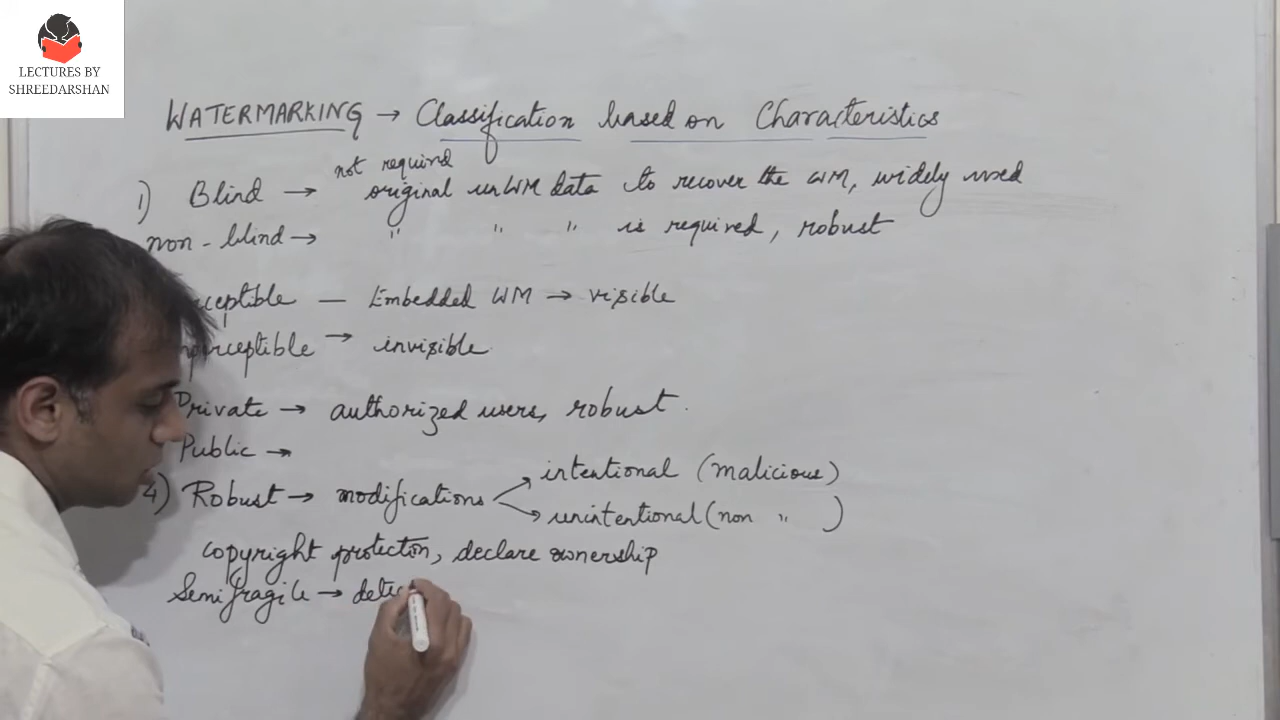 LECTURES BY
SHREEDARSHAN
WATERMARKING → Classification based on Characteristics
not required
1) Blind → original unWM data to recover the WM, widely used
non-blind → " " " is required, robust
ceptible — Embedded WM → visible
perceptible → invisible
Private → authorized users, robust.
Public →
4) Robust → modifications → intentional (malicious)
→ unintentional (non " )
copyright protection, declare ownership
Semifragile → detec